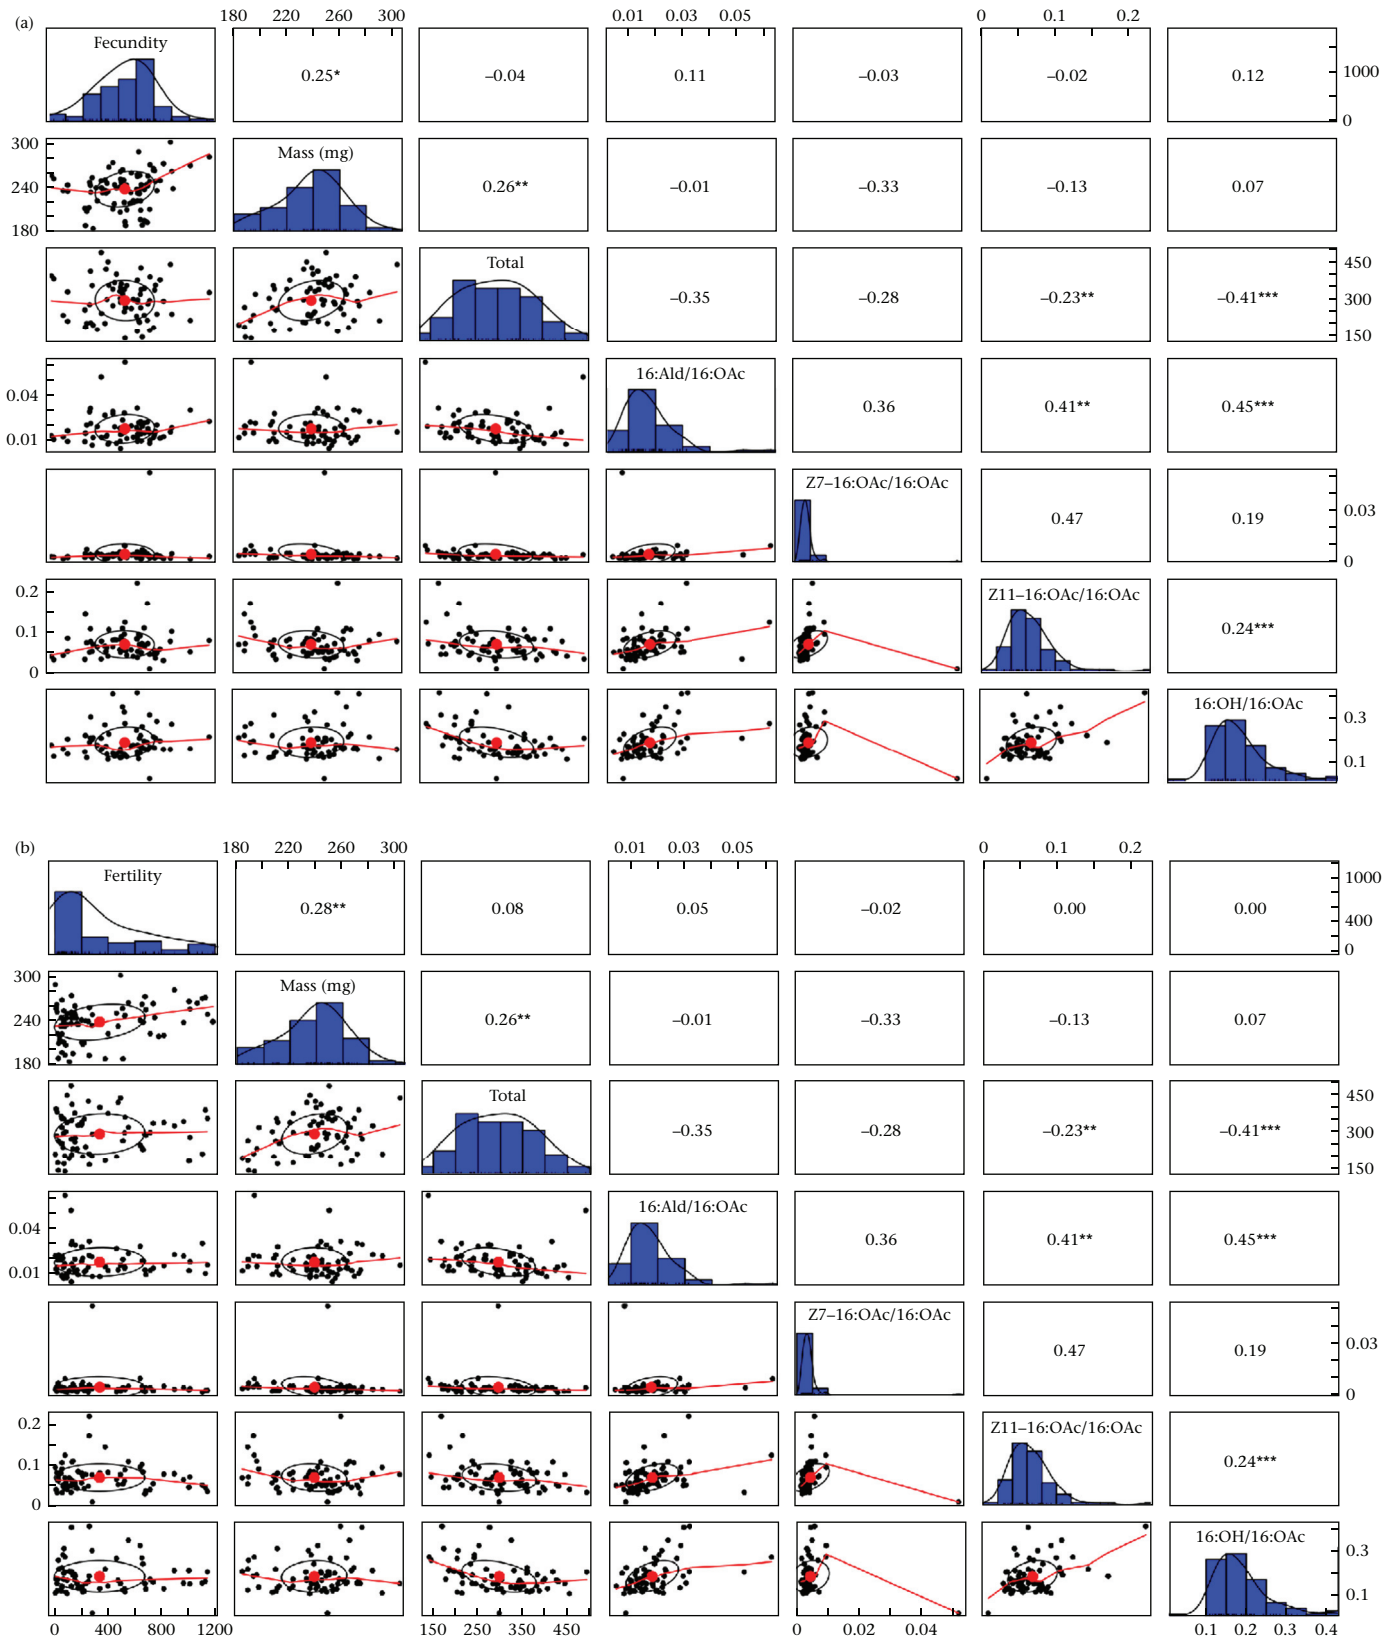 (a)
180 220 260 300
0.01 0.03 0.05
0 0.1 0.2
Fecundity
0.25*
–0.04
0.11
–0.03
–0.02
0.12
1000
0
300
240
180
Mass (mg)
0.26**
–0.01
–0.33
–0.13
0.07
Total
–0.35
–0.28
–0.23**
–0.41***
450
300
150
0.04
0.01
16:Ald/16:OAc
0.36
0.41**
0.45***
Z7–16:OAc/16:OAc
0.47
0.19
0.03
0
0.2
0.1
0
Z11–16:OAc/16:OAc
0.24***
16:OH/16:OAc
0.3
0.1
(b)
180 220 260 300
0.01 0.03 0.05
0 0.1 0.2
Fertility
0.28**
0.08
0.05
–0.02
0.00
0.00
1000
400
0
300
240
180
Mass (mg)
0.26**
–0.01
–0.33
–0.13
0.07
Total
–0.35
–0.28
–0.23**
–0.41***
450
300
150
0.04
0.01
16:Ald/16:OAc
0.36
0.41**
0.45***
Z7–16:OAc/16:OAc
0.47
0.19
0.03
0
0.2
0.1
0
Z11–16:OAc/16:OAc
0.24***
16:OH/16:OAc
0.3
0.1
0 400 800 1200
150 300 450
0 0.02 0.04
0.1 0.2 0.3 0.4